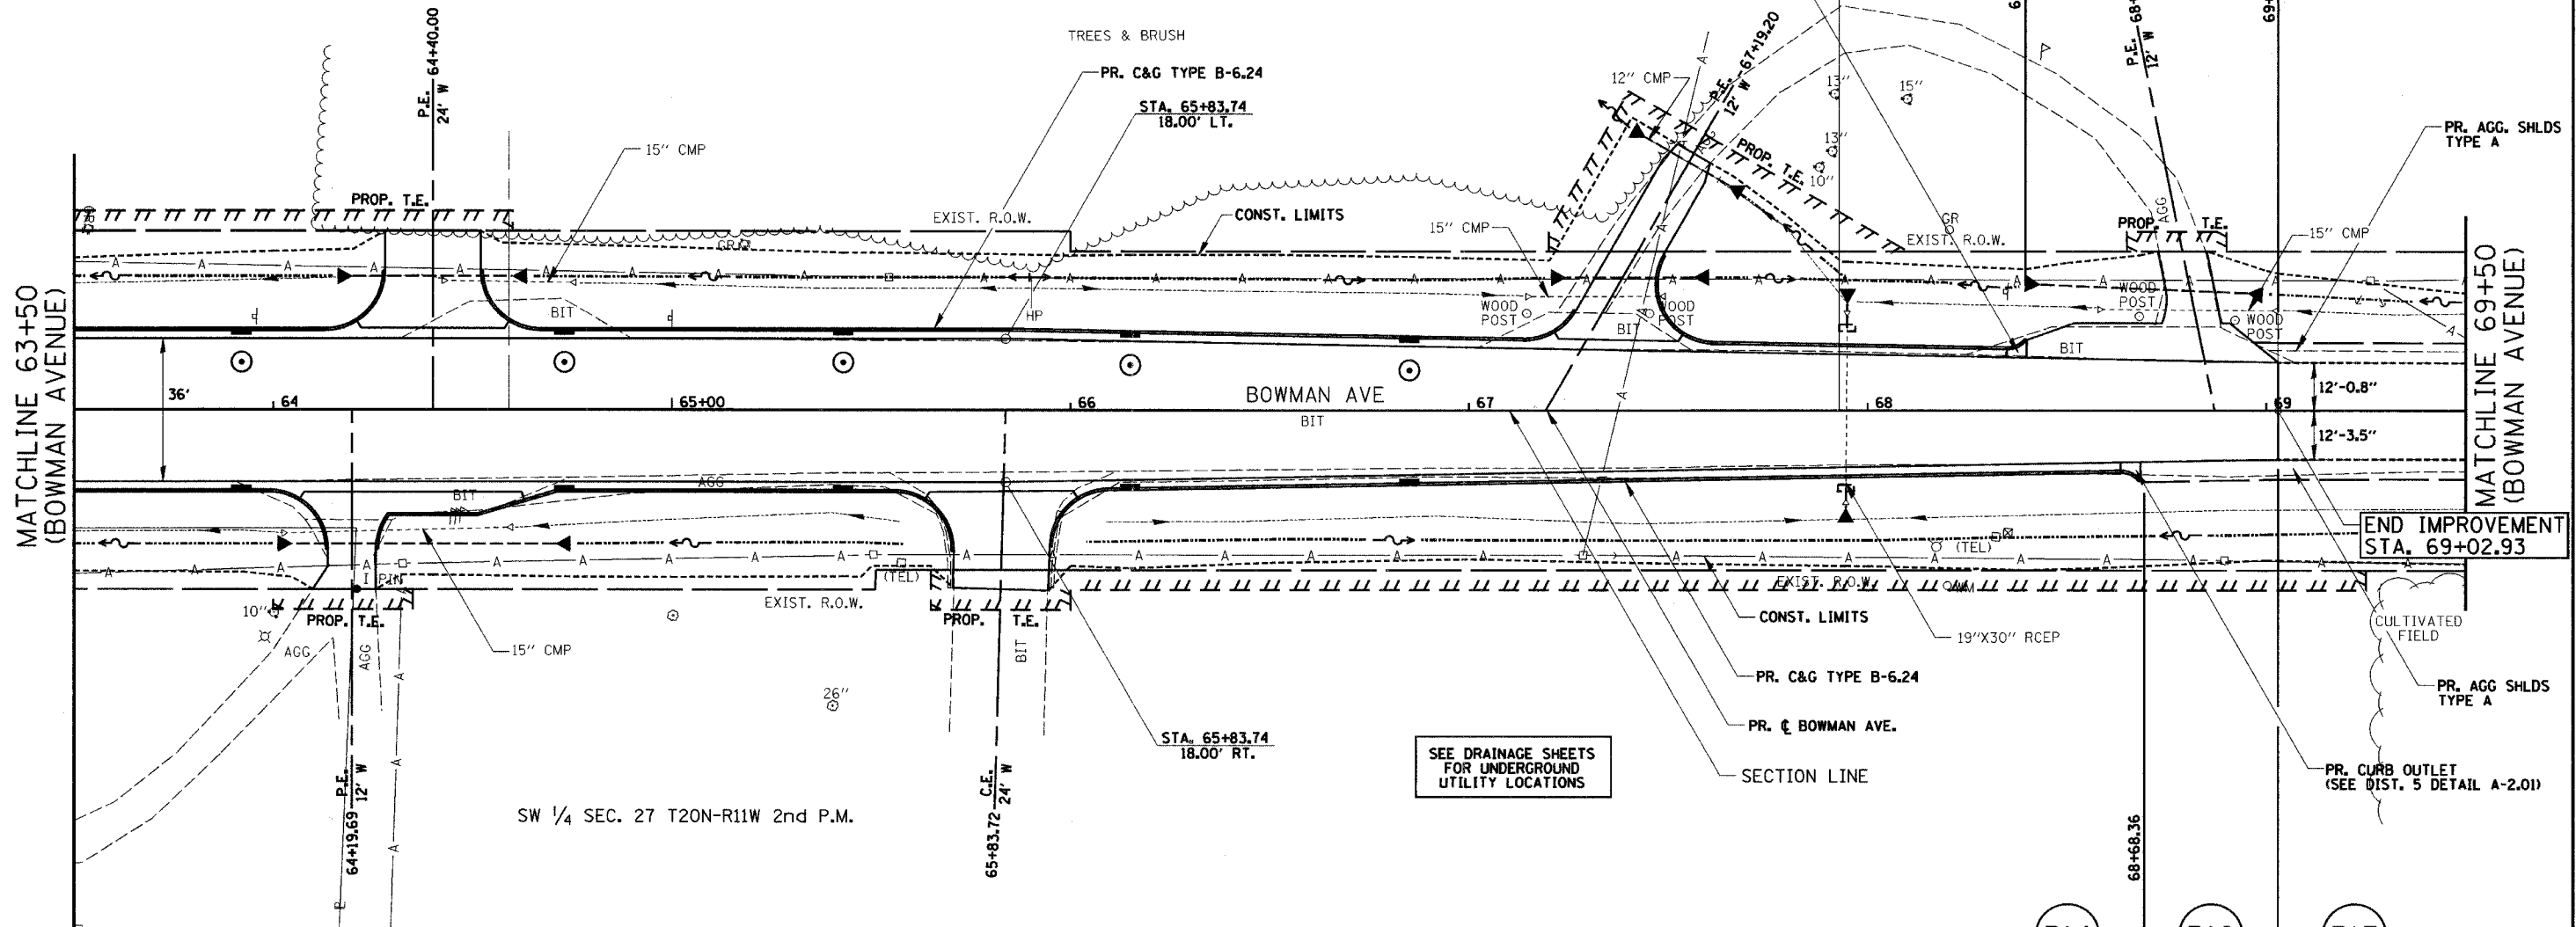 64+40.00
P.E.
24' W
TREES & BRUSH
PR. C&G TYPE B-6.24
STA. 65+83.74
18.00' LT.
15" CMP
12" CMP
P.E.
12' W
67+19.20
13"
15"
13"
10"
P.E.
12' W
68+
69+
6
PR. AGG. SHLDS
TYPE A
PROP. T.E.
PROP. T.E.
PROP. T.E.
AGG
EXIST. R.O.W.
CONST. LIMITS
15" CMP
GR
EXIST. R.O.W.
15" CMP
GR
HP
BIT
WOOD
POST
WOOD
POST
BIT
WOOD
POST
WOOD
POST
BIT
MATCHLINE 63+50
(BOWMAN AVENUE)
MATCHLINE 69+50
(BOWMAN AVENUE)
36'
64
65+00
66
BOWMAN AVE
BIT
67
68
69
12'-0.8"
12'-3.5"
BIT
AGG
END IMPROVEMENT
STA. 69+02.93
I PIN
(TEL)
(TEL)
10"
PROP. T.E.
EXIST. R.O.W.
PROP. T.E.
EXIST. R.O.W.
CONST. LIMITS
19"X30" RCEP
CULTIVATED
FIELD
AGG
AGG
15" CMP
BIT
26"
PR. C&G TYPE B-6.24
PR. AGG SHLDS
TYPE A
PR. ℄ BOWMAN AVE.
STA. 65+83.74
18.00' RT.
SEE DRAINAGE SHEETS
FOR UNDERGROUND
UTILITY LOCATIONS
SECTION LINE
PR. CURB OUTLET
(SEE DIST. 5 DETAIL A-2.01)
P.E.
12' W
64+19.69
C.E.
24' W
65+83.72
SW 1/4 SEC. 27 T20N-R11W 2nd P.M.
68+68.36